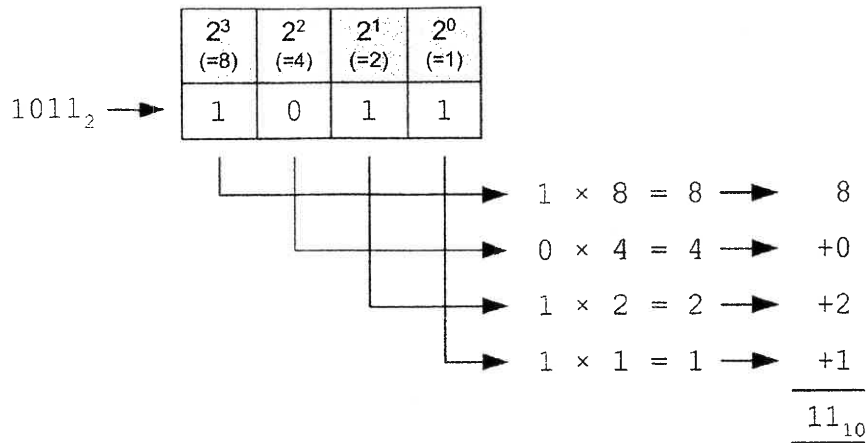 2³ 2² 2¹ 2⁰
(=8) (=4) (=2) (=1)
1011₂ 1 0 1 1
1 × 8 = 8 8
0 × 4 = 4 +0
1 × 2 = 2 +2
1 × 1 = 1 +1
11₁₀